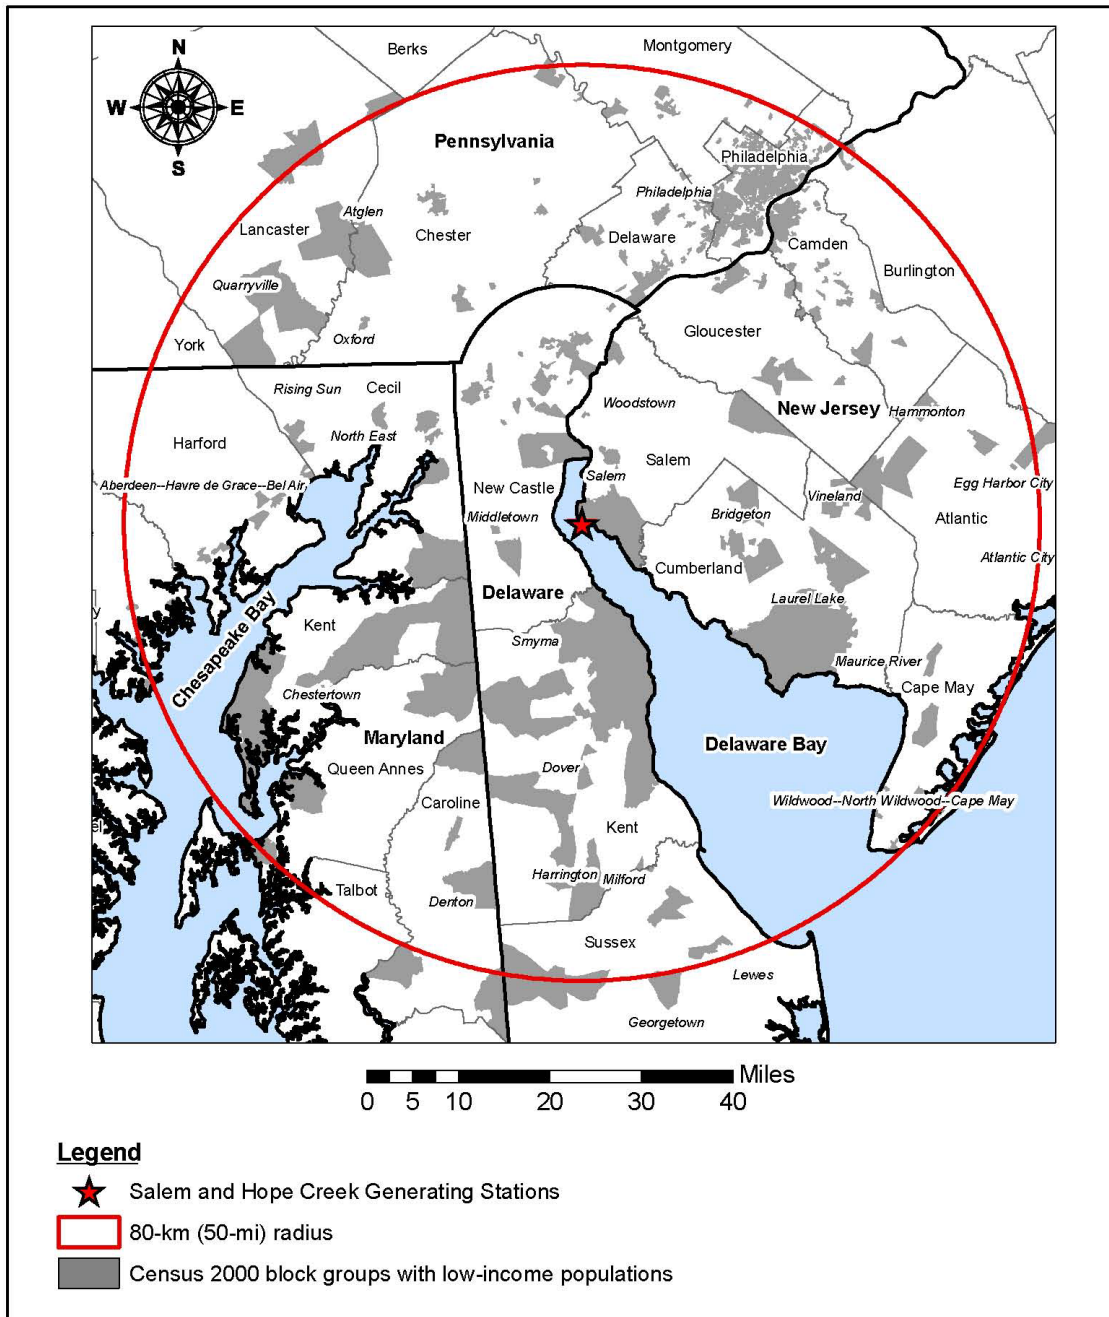 Berks
Montgomery
N
W
E
S
Pennsylvania
Philadelphia
Philadelphia
Atglen
Lancaster
Chester
Delaware
Camden
Burlington
Quarryville
Gloucester
York
Oxford
Rising Sun
Cecil
Woodstown
New Jersey
Hammonton
Harford
North East
Salem
Salem
Aberdeen--Havre de Grace--Bel Air
New Castle
Vineland
Egg Harbor City
Middletown
Bridgeton
Atlantic
Cumberland
Atlantic City
Delaware
Laurel Lake
Chesapeake Bay
Kent
Smyrna
Maurice River
Chestertown
Cape May
Maryland
Delaware Bay
Queen Annes
Dover
Caroline
Wildwood--North Wildwood--Cape May
Kent
Harrington
Milford
Talbot
Denton
Sussex
Lewes
Georgetown
Miles
0 5 10 20 30 40
Legend
Salem and Hope Creek Generating Stations
80-km (50-mi) radius
Census 2000 block groups with low-income populations